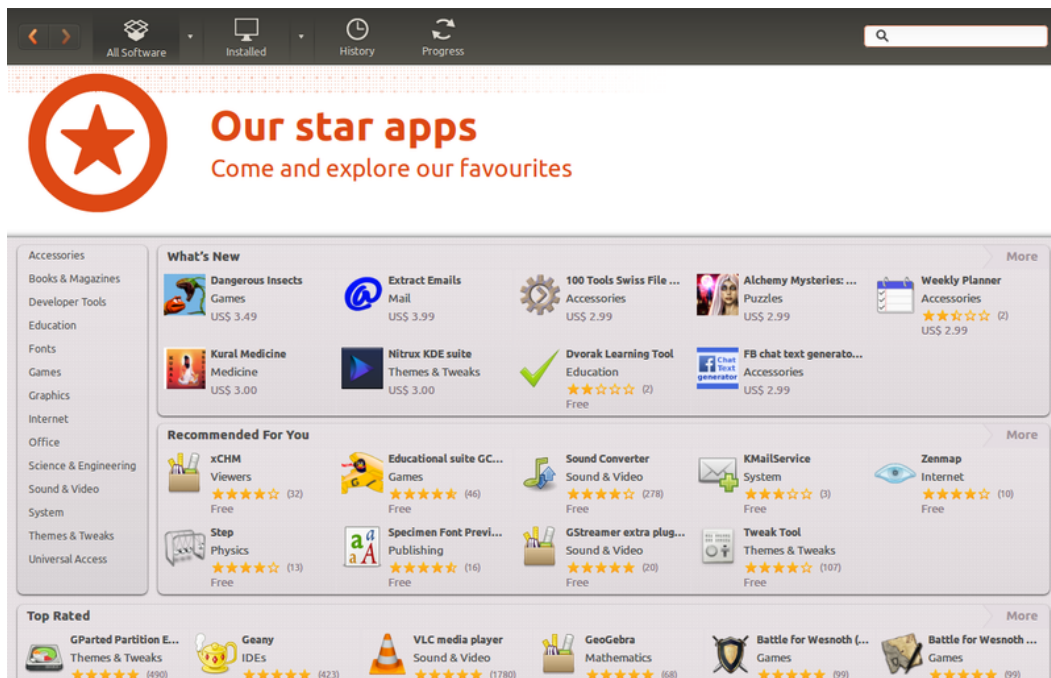 All Software
Installed
History
Progress
Our star apps
Come and explore our favourites
Accessories
Books & Magazines
Developer Tools
Education
Fonts
Games
Graphics
Internet
Office
Science & Engineering
Sound & Video
System
Themes & Tweaks
Universal Access
What's New
More
Dangerous Insects
Games
US$ 3.49
Extract Emails
Mail
US$ 3.99
100 Tools Swiss File ...
Accessories
US$ 2.99
Alchemy Mysteries: ...
Puzzles
US$ 2.99
Weekly Planner
Accessories
(2)
US$ 2.99
Kural Medicine
Medicine
US$ 3.00
Nitrux KDE suite
Themes & Tweaks
US$ 3.00
Dvorak Learning Tool
Education
(2)
Free
f Chat
Text
generator
FB chat text generato...
Accessories
US$ 2.99
Recommended For You
More
xCHM
Viewers
(32)
Free
Educational suite GC...
Games
(46)
Free
Sound Converter
Sound & Video
(278)
Free
KMailService
System
(3)
Free
Zenmap
Internet
(10)
Free
Step
Physics
(13)
Free
a a
a A
Specimen Font Previ...
Publishing
(16)
Free
GStreamer extra plug...
Sound & Video
(20)
Free
Tweak Tool
Themes & Tweaks
(107)
Free
Top Rated
More
GParted Partition E...
Themes & Tweaks
(490)
Geany
IDEs
(423)
VLC media player
Sound & Video
(1780)
GeoGebra
Mathematics
(68)
Battle for Wesnoth (...
Games
(99)
Battle for Wesnoth ...
Games
(99)